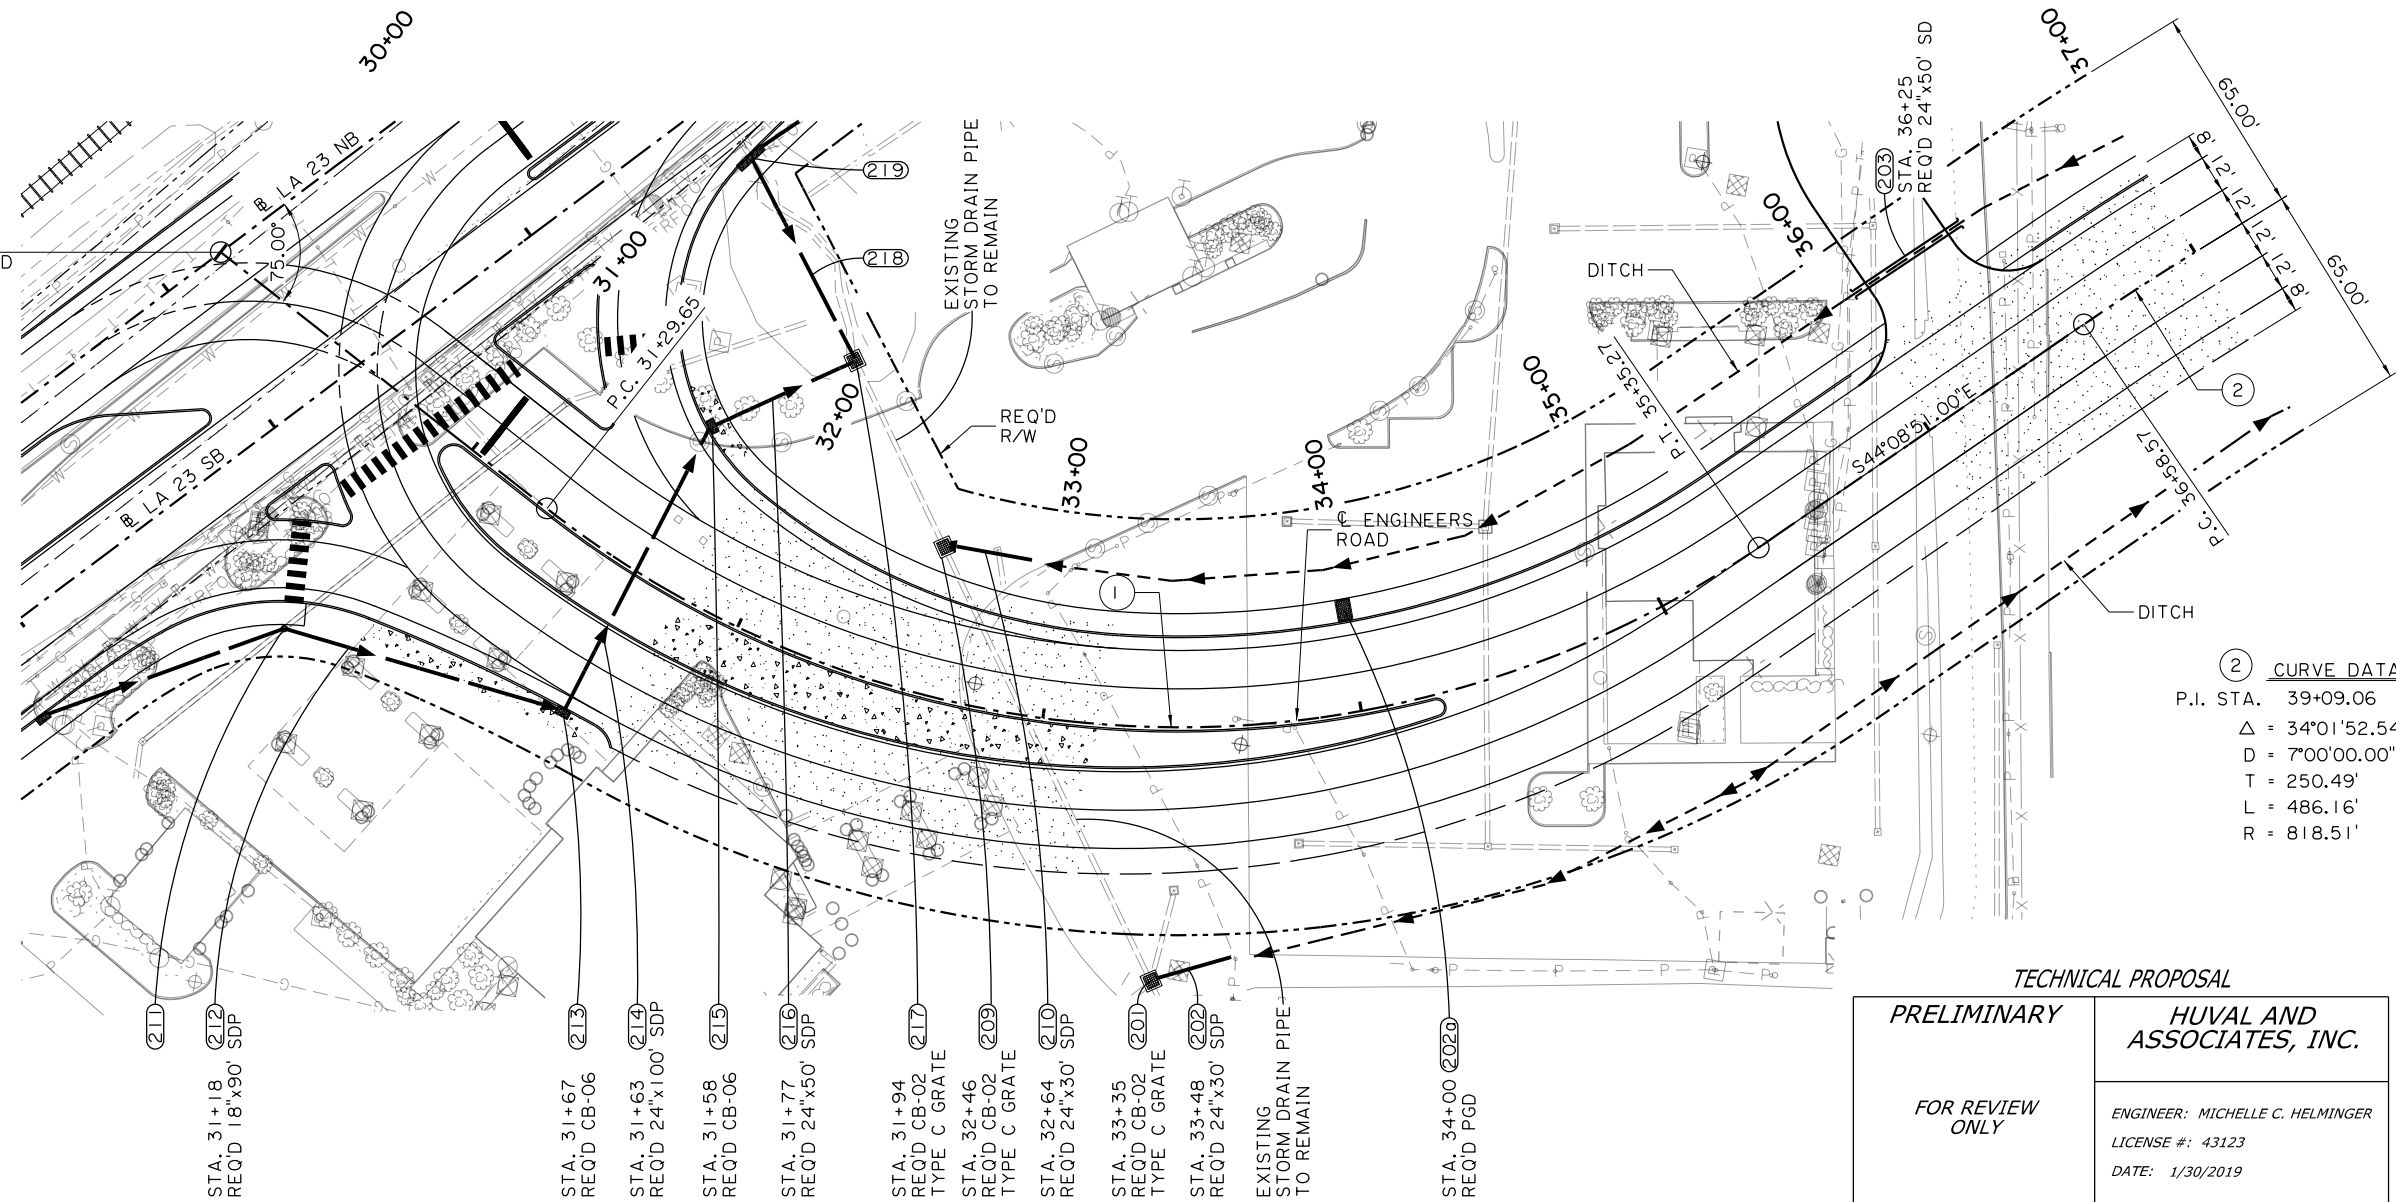 30+00
37+00
65.00'
65.00'
8'
12'
12'
12'
12'
8'
203
STA. 36+25
REQ'D 24"x50' SD
219
218
EXISTING
STORM DRAIN PIPE
TO REMAIN
℄ LA 23 NB
D
75.00°
31+00
P.C. 31+29.65
32+00
REQ'D
R/W
33+00
34+00
35+00
36+00
DITCH
P.T. 35+35.27
S44°08'51.00"E
2
P.C. 36+58.57
℄ LA 23 SB
℄ ENGINEERS
ROAD
1
DITCH
2 CURVE DATA
P.I. STA. 39+09.06
△ = 34°01'52.54
D = 7°00'00.00"
T = 250.49'
L = 486.16'
R = 818.51'
211
212
STA. 31+18
REQ'D 18"x90' SDP
213
STA. 31+67
REQ'D CB-06
214
STA. 31+63
REQ'D 24"x100' SDP
215
STA. 31+58
REQ'D CB-06
216
STA. 31+77
REQ'D 24"x50' SDP
217
STA. 31+94
REQ'D CB-02
TYPE C GRATE
209
STA. 32+46
REQ'D CB-02
TYPE C GRATE
210
STA. 32+64
REQ'D 24"x30' SDP
201
STA. 33+35
REQ'D CB-02
TYPE C GRATE
202
STA. 33+48
REQ'D 24"x30' SDP
EXISTING
STORM DRAIN PIPE
TO REMAIN
202a
STA. 34+00
REQ'D PGD
TECHNICAL PROPOSAL
PRELIMINARY
FOR REVIEW
ONLY
HUVAL AND
ASSOCIATES, INC.
ENGINEER: MICHELLE C. HELMINGER
LICENSE #: 43123
DATE: 1/30/2019